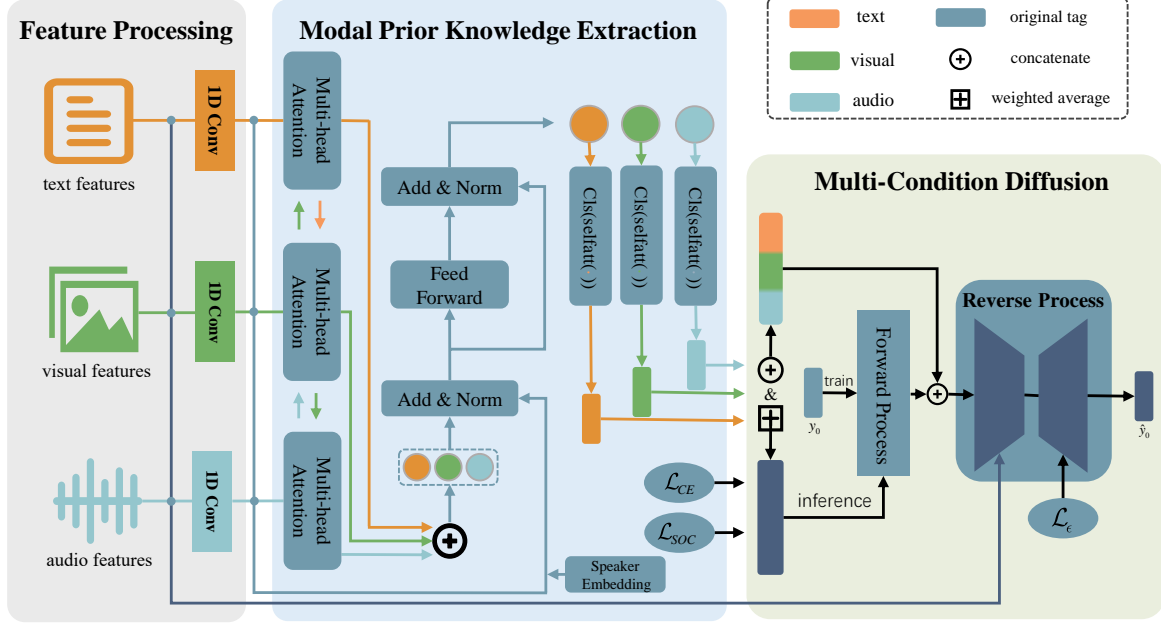 Feature Processing
text features
visual features
audio features
1D Conv
1D Conv
1D Conv
Modal Prior Knowledge Extraction
Multi-head
Attention
Multi-head
Attention
Multi-head
Attention
Add & Norm
Feed
Forward
Add & Norm
Speaker
Embedding
Cls(selfatt(·))
Cls(selfatt( ))
Cls(selfatt(·))
text
visual
audio
original tag
concatenate
weighted average
Multi-Condition Diffusion
&
train
y₀
Forward Process
inference
ℒ_CE
ℒ_SOC
Reverse Process
ℒ_ϵ
ŷ₀